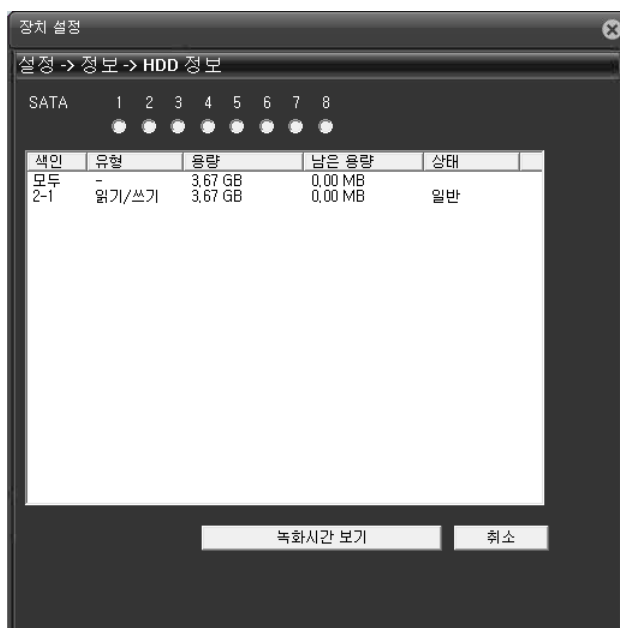 장치 설정
설정 -> 정보 -> HDD 정보
SATA 1 2 3 4 5 6 7 8
색인 유형 용량 남은 용량 상태
모두 - 3,67 GB 0,00 MB
2-1 읽기/쓰기 3,67 GB 0,00 MB 일반
녹화시간 보기 취소